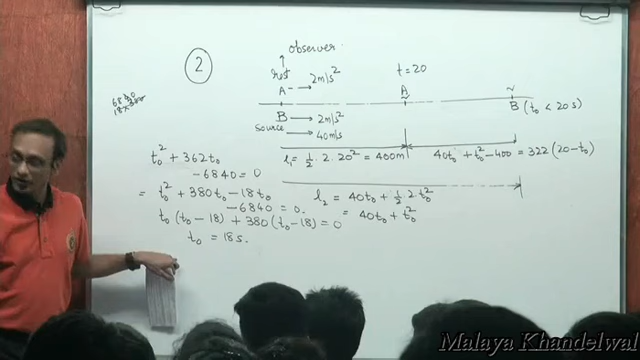 2
observer
rest
A → 2m/s²
t = 20
A
B → 2m/s²
source → 40m/s
B (t₀ < 20s)
l₁ = 1/2 . 2 . 20² = 400m
40t₀ + t₀² - 400 = 322(20 - t₀)
l₂ = 40t₀ + 1/2 2 t₀²
= 40t₀ + t₀²
t₀² + 362t₀
- 6840 = 0
= t₀² + 380t₀ - 18t₀
- 6840 = 0.
t₀(t₀ - 18) + 380(t₀ - 18) = 0
t₀ = 18s.
Malaya Khandelwal